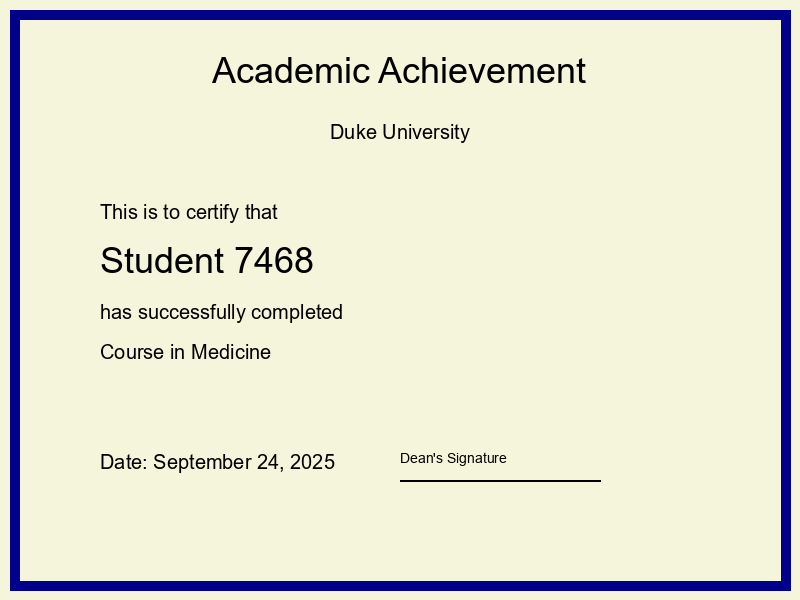 Academic Achievement
Duke University
This is to certify that
Student 7468
has successfully completed
Course in Medicine
Date: September 24, 2025
Dean's Signature